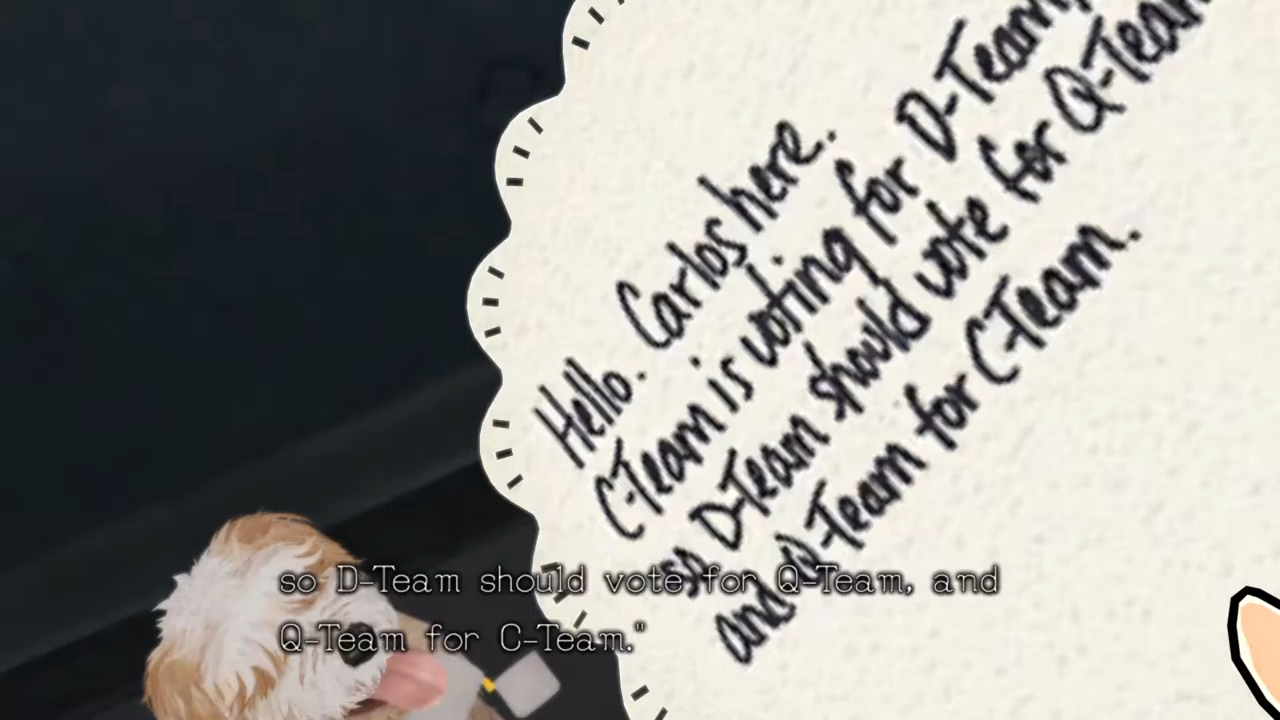 Hello. Carlos here.
C-Team is voting for D-Team,
so D-Team should vote for Q-Team
and Q-Team for C-Team.
so D-Team should vote for Q-Team, and
Q-Team for C-Team."